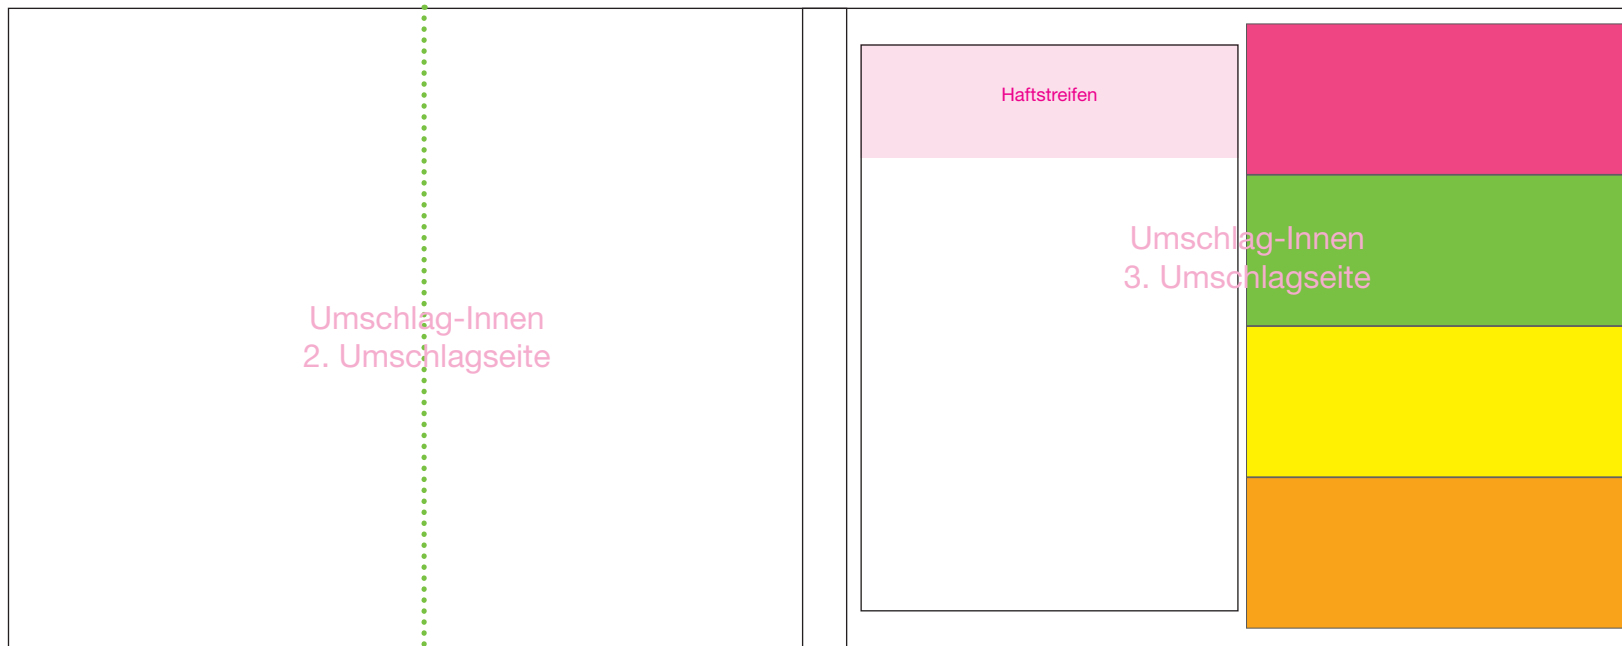 Haftstreifen
Umschlag-Innen
3. Umschlagseite
Umschlag-Innen
2. Umschlagseite